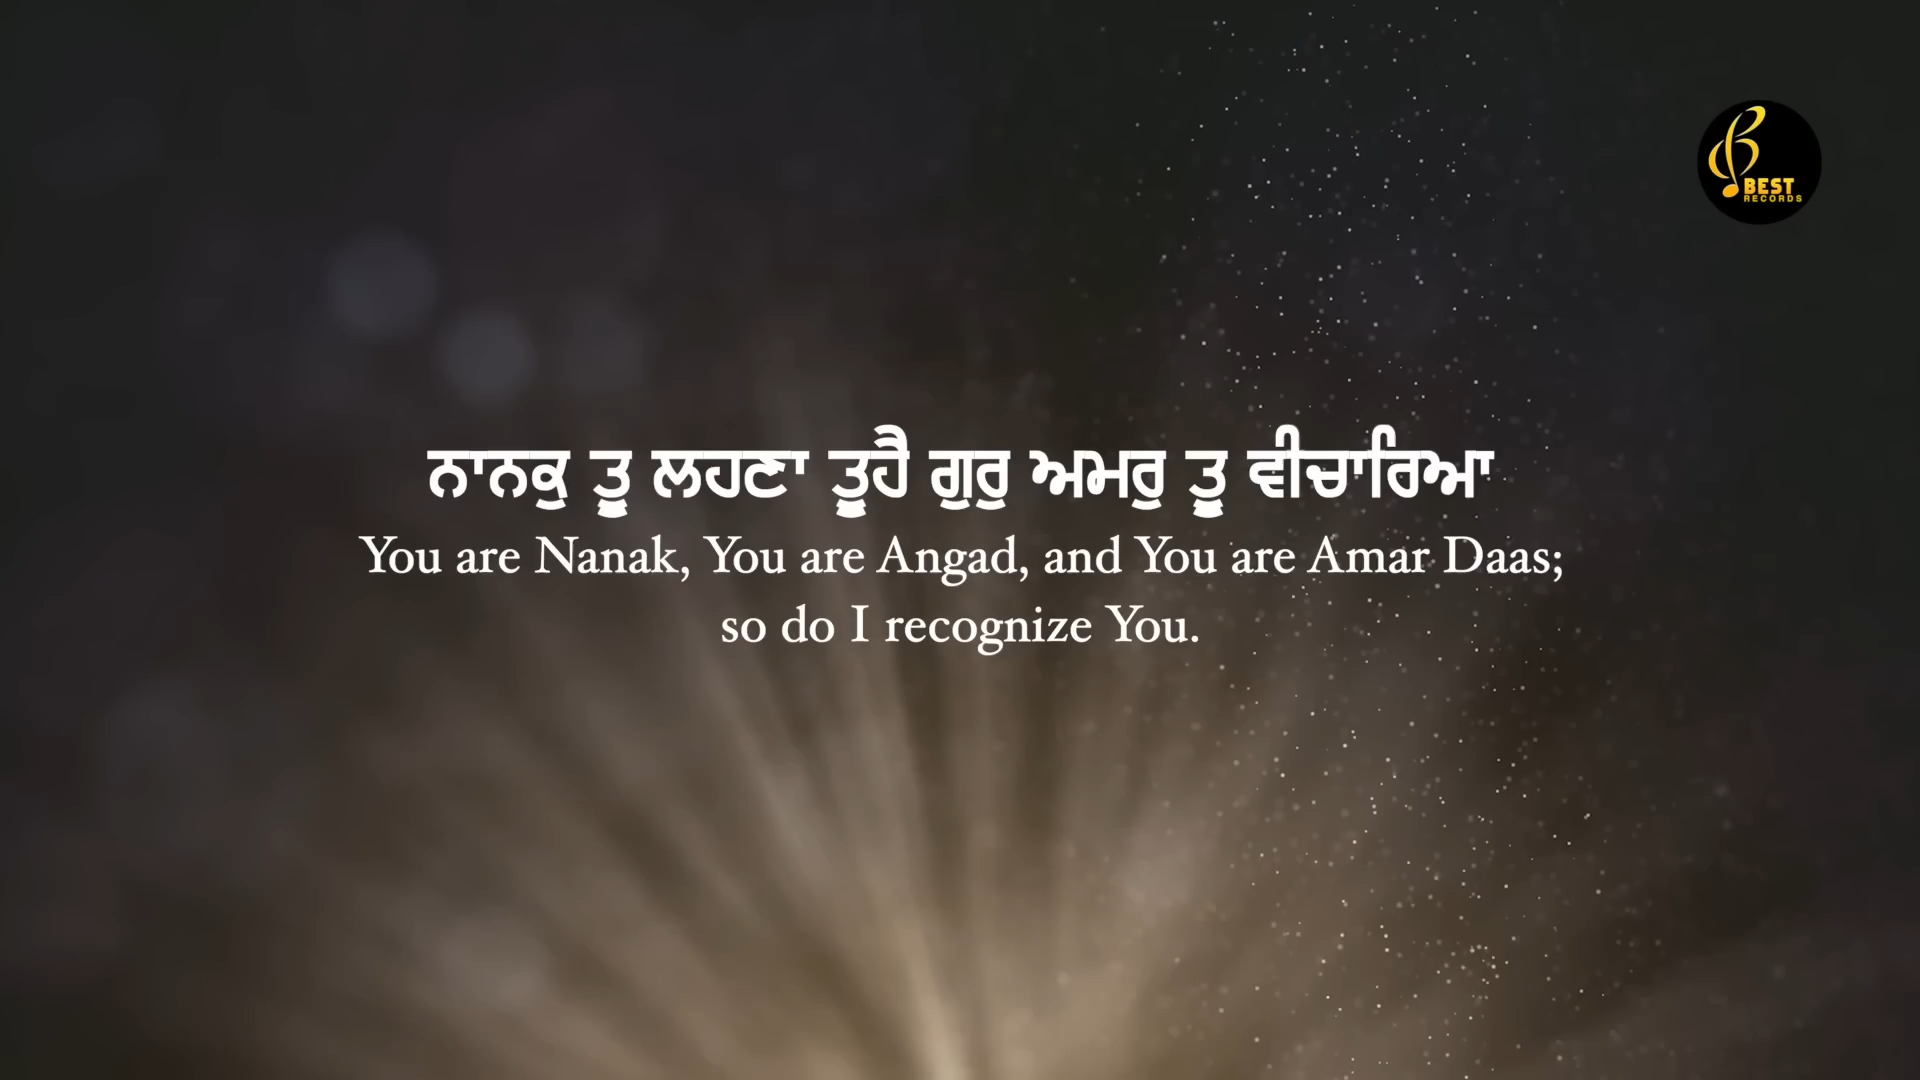 BEST
RECORDS
ਨਾਨਕੁ ਤੂ ਲਹਣਾ ਤੂਹੈ ਗੁਰੁ ਅਮਰੁ ਤੂ ਵੀਚਾਰਿਆ
You are Nanak, You are Angad, and You are Amar Daas;
so do I recognize You.